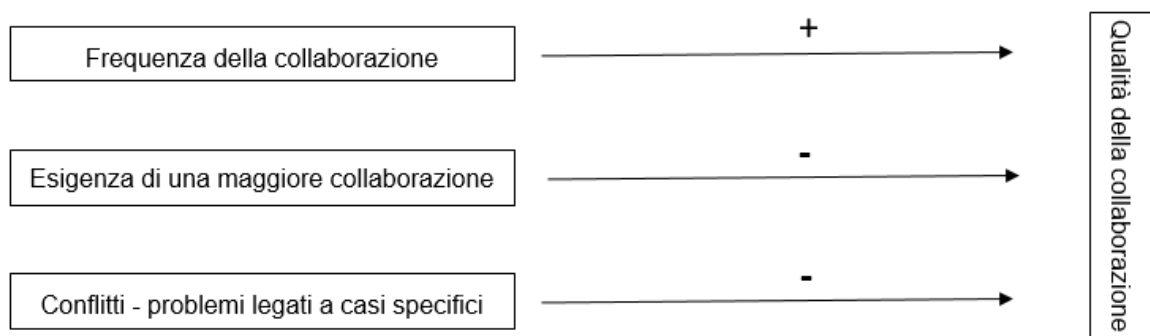 Frequenza della collaborazione
+
Esigenza di una maggiore collaborazione
-
Conflitti - problemi legati a casi specifici
-
Qualità della collaborazione